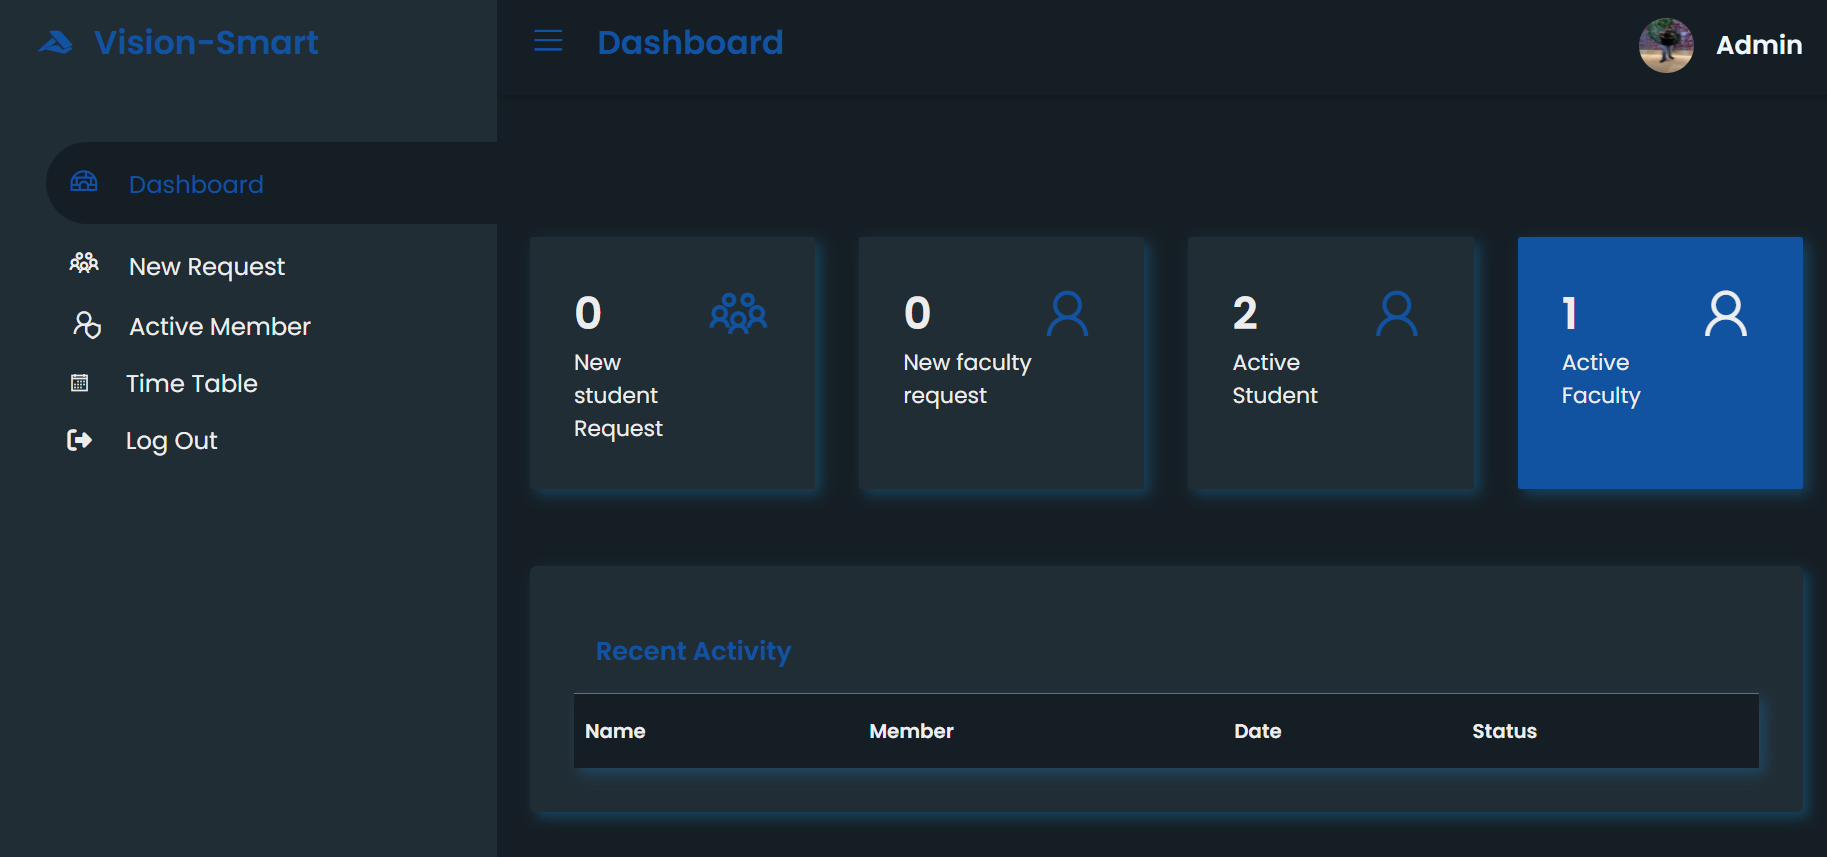 Vision-Smart
Dashboard
Admin
Dashboard
New Request
Active Member
Time Table
Log Out
0
New
student
Request
0
New faculty
request
2
Active
Student
1
Active
Faculty
Recent Activity
Name Member Date Status